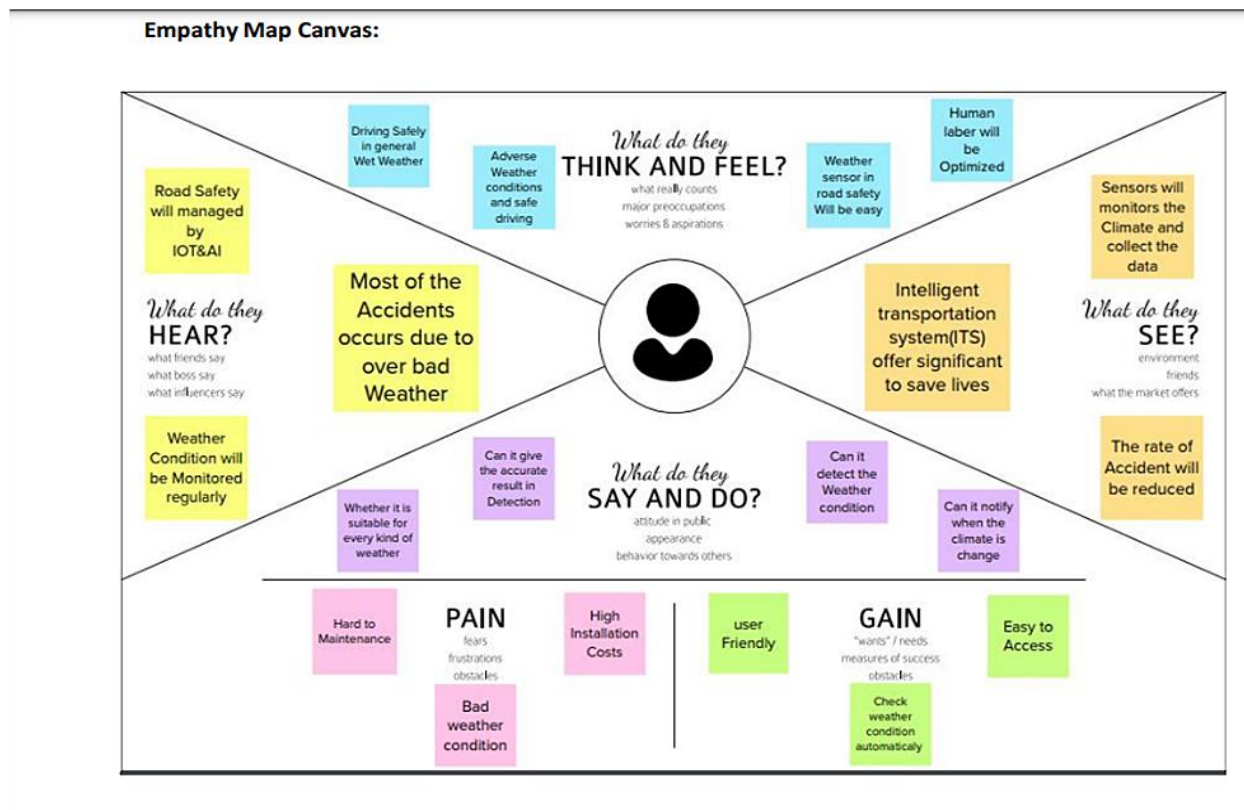 Empathy Map Canvas:
Driving Safely
in general
Wet Weather
Adverse
Weather
conditions
and safe
driving
What do they
THINK AND FEEL?
what really counts
major preoccupations
worries & aspirations
Weather
sensor in
road safety
Will be easy
Human
laber will
be
Optimized
Road Safety
will managed
by
IOT&AI
What do they
HEAR?
what friends say
what boss say
what influencers say
Weather
Condition will
be Monitored
regularly
Most of the
Accidents
occurs due to
over bad
Weather
Intelligent
transportation
system(ITS)
offer significant
to save lives
Sensors will
monitors the
Climate and
collect the
data
What do they
SEE?
environment
friends
what the market offers
The rate of
Accident will
be reduced
Whether it is
suitable for
every kind of
weather
Can it give
the accurate
result in
Detection
What do they
SAY AND DO?
attitude in public
appearance
behavior towards others
Can it
detect the
Weather
condition
Can it notify
when the
climate is
change
Hard to
Maintenance
PAIN
fears
frustrations
obstacles
High
Installation
Costs
Bad
weather
condition
user
Friendly
GAIN
"wants" / needs
measures of success
obstacles
Easy to
Access
Check
weather
condition
automaticaly